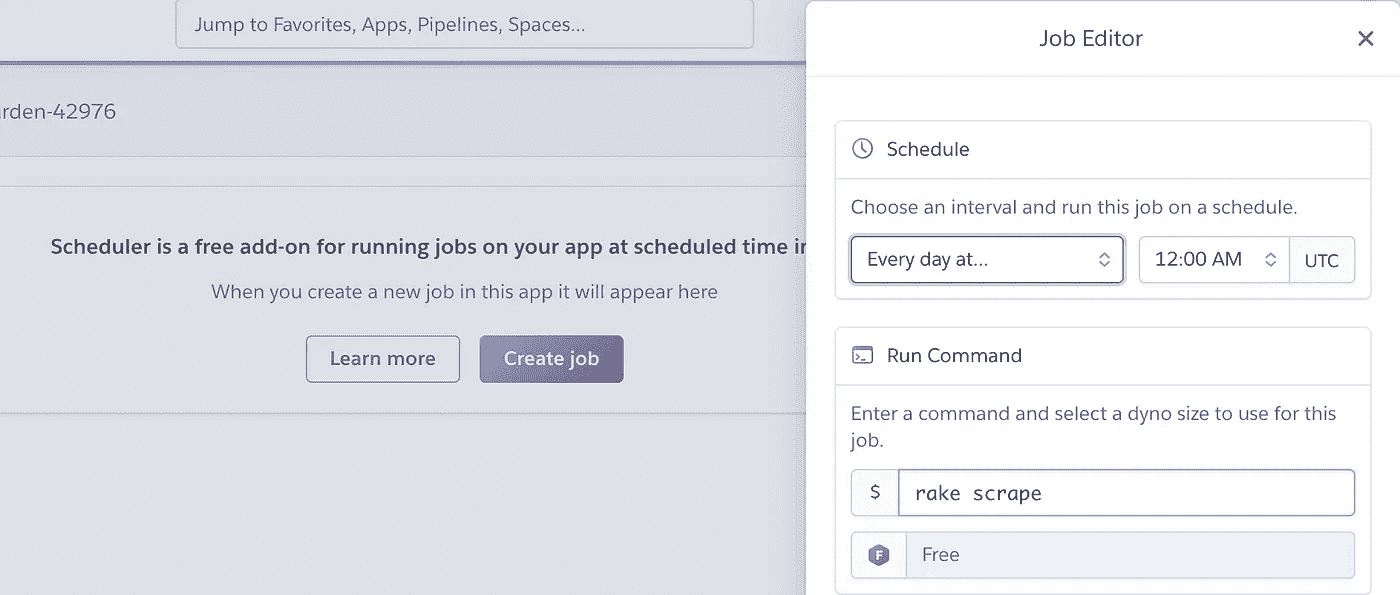 Jump to Favorites, Apps, Pipelines, Spaces...
rden-42976
Scheduler is a free add-on for running jobs on your app at scheduled time
When you create a new job in this app it will appear here
Learn more
Create job
Job Editor
Schedule
Choose an interval and run this job on a schedule.
Every day at...
12:00 AM
UTC
Run Command
Enter a command and select a dyno size to use for this
job.
$
rake scrape
F
Free